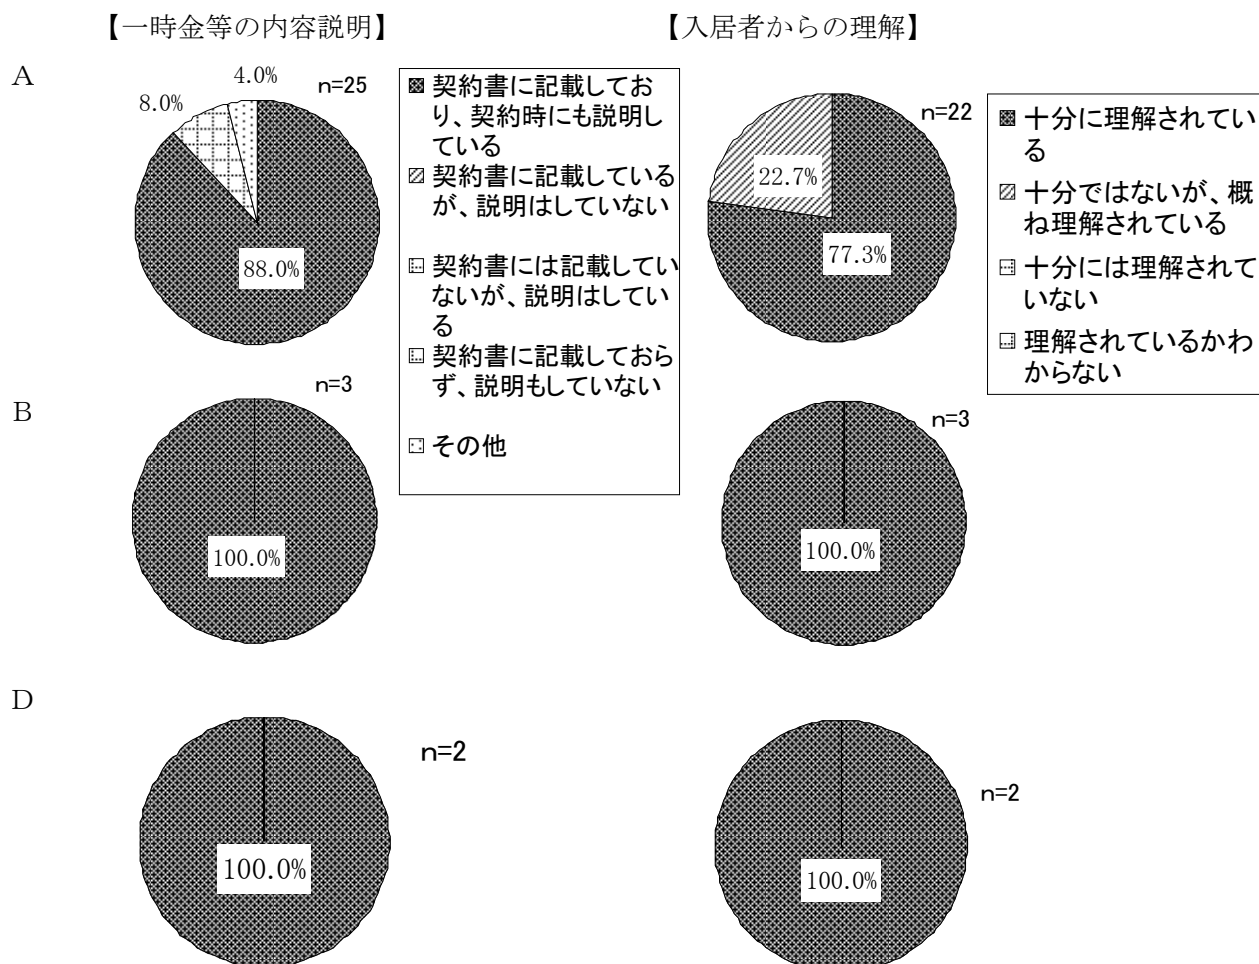 【一時金等の内容説明】
【入居者からの理解】
A
4.0%
8.0%
n=25
88.0%
契約書に記載してお
り、契約時にも説明し
ている
契約書に記載している
が、説明はしていない
契約書には記載してい
ないが、説明はしてい
る
契約書に記載しておら
ず、説明もしていない
その他
n=22
22.7%
77.3%
十分に理解されてい
る
十分ではないが、概
ね理解されている
十分には理解されて
いない
理解されているかわ
からない
B
n=3
100.0%
n=3
100.0%
D
n=2
100.0%
n=2
100.0%